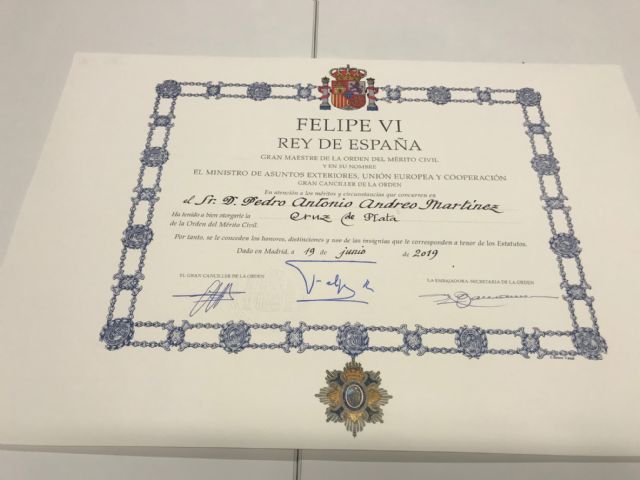 FELIPE VI
REY DE ESPAÑA
GRAN MAESTRE DE LA ORDEN DEL MÉRITO CIVIL
Y EN SU NOMBRE
EL MINISTRO DE ASUNTOS EXTERIORES, UNIÓN EUROPEA Y COOPERACIÓN
GRAN CANCILLER DE LA ORDEN
En atención a los méritos y circunstancias que concurren en
el Sr. D. Pedro Antonio Andreo Martínez
Ha tenido a bien otorgarle la Cruz de Plata
de la Orden del Mérito Civil.
Por tanto, se le conceden los honores, distinciones y uso de las insignias que le corresponden a tenor de los Estatutos.
Dado en Madrid, a 19 de junio de 2019
EL GRAN CANCILLER DE LA ORDEN
LA EMBAJADORA-SECRETARIA DE LA ORDEN